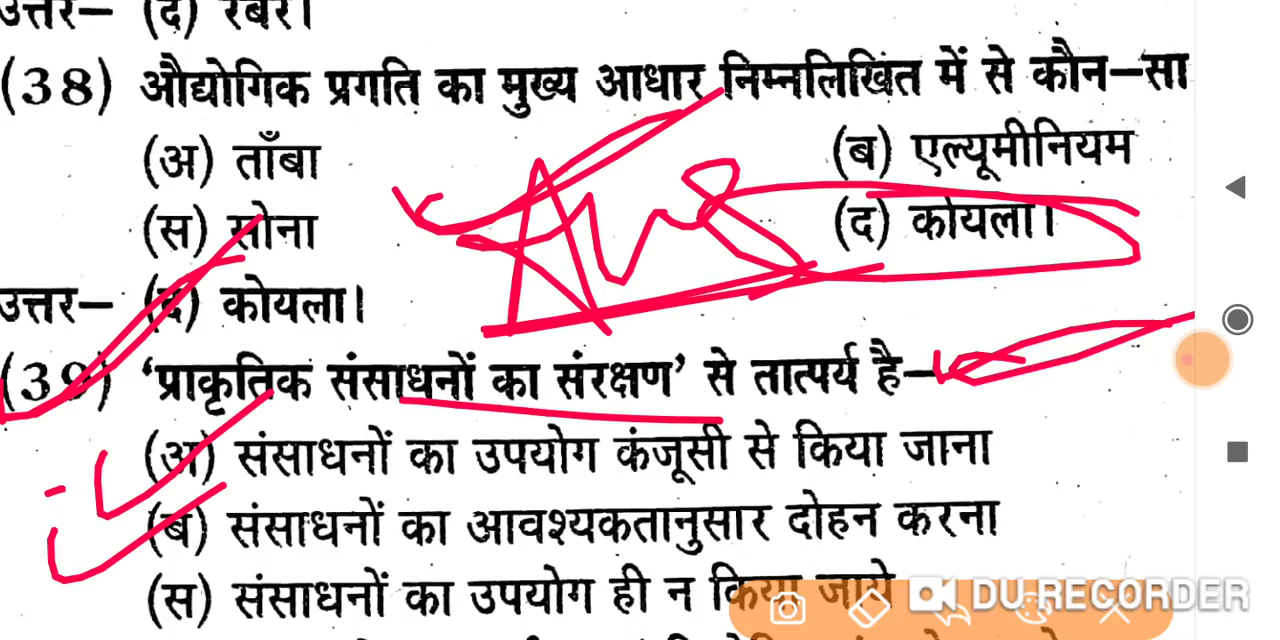 उत्तर– (द) रबर।
(38) औद्योगिक प्रगति का मुख्य आधार निम्नलिखित में से कौन–सा
(अ) ताँबा (ब) एल्यूमीनियम
(स) सोना (द) कोयला।
उत्तर– (द) कोयला।
(39) 'प्राकृतिक संसाधनों का संरक्षण' से तात्पर्य है–
(अ) संसाधनों का उपयोग कंजूसी से किया जाना
(ब) संसाधनों का आवश्यकतानुसार दोहन करना
(स) संसाधनों का उपयोग ही न किया जाये
DU RECORDER